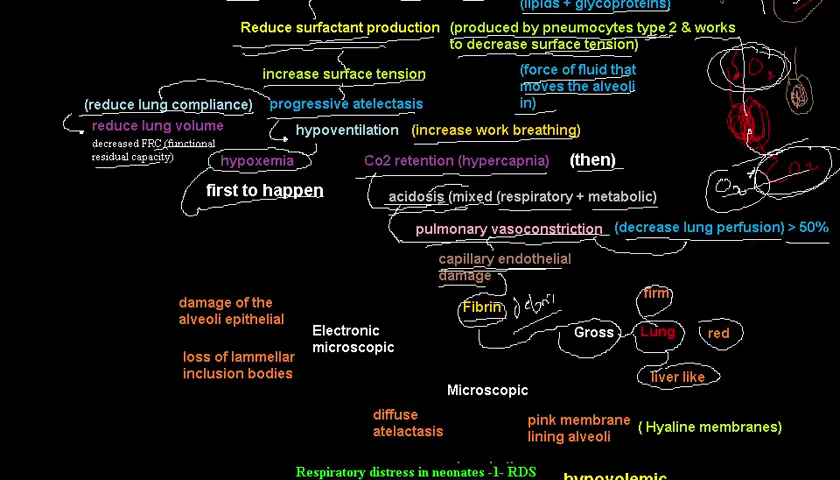 (lipids + glycoproteins)
Reduce surfactant production (produced by pneumocytes type 2 & works
to decrease surface tension)
increase surface tension
(force of fluid that
moves the alveoli
in)
(reduce lung compliance) progressive atelectasis
reduce lung volume
hypoventilation (increase work breathing)
decreased FRC (functional
residual capacity)
hypoxemia
Co2 retention (hypercapnia) (then)
first to happen
acidosis (mixed (respiratory + metabolic)
pulmonary vasoconstriction (decrease lung perfusion) > 50%
capillary endothelial
damage
Fibrin
firm
damage of the
alveoli epithelial
Electronic
microscopic
Gross
Lung
red
loss of lammellar
inclusion bodies
liver like
Microscopic
diffuse
atelactasis
pink membrane
lining alveoli
( Hyaline membranes)
Respiratory distress in neonates -1- RDS
hypovolemic
O2